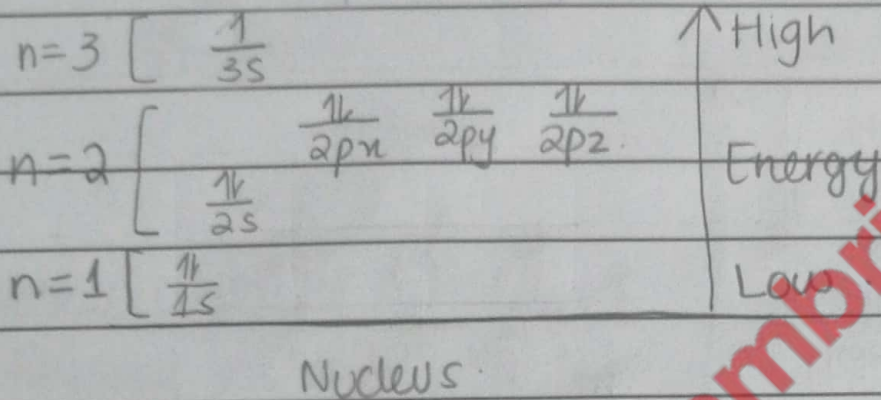 n=3 [ 1 High
3s
1L 1L 1L
n=2 [ 2px 2py 2pz. Energy
1L
2s
n=1 [ 1L Low
1s
Nucleus.
mbri